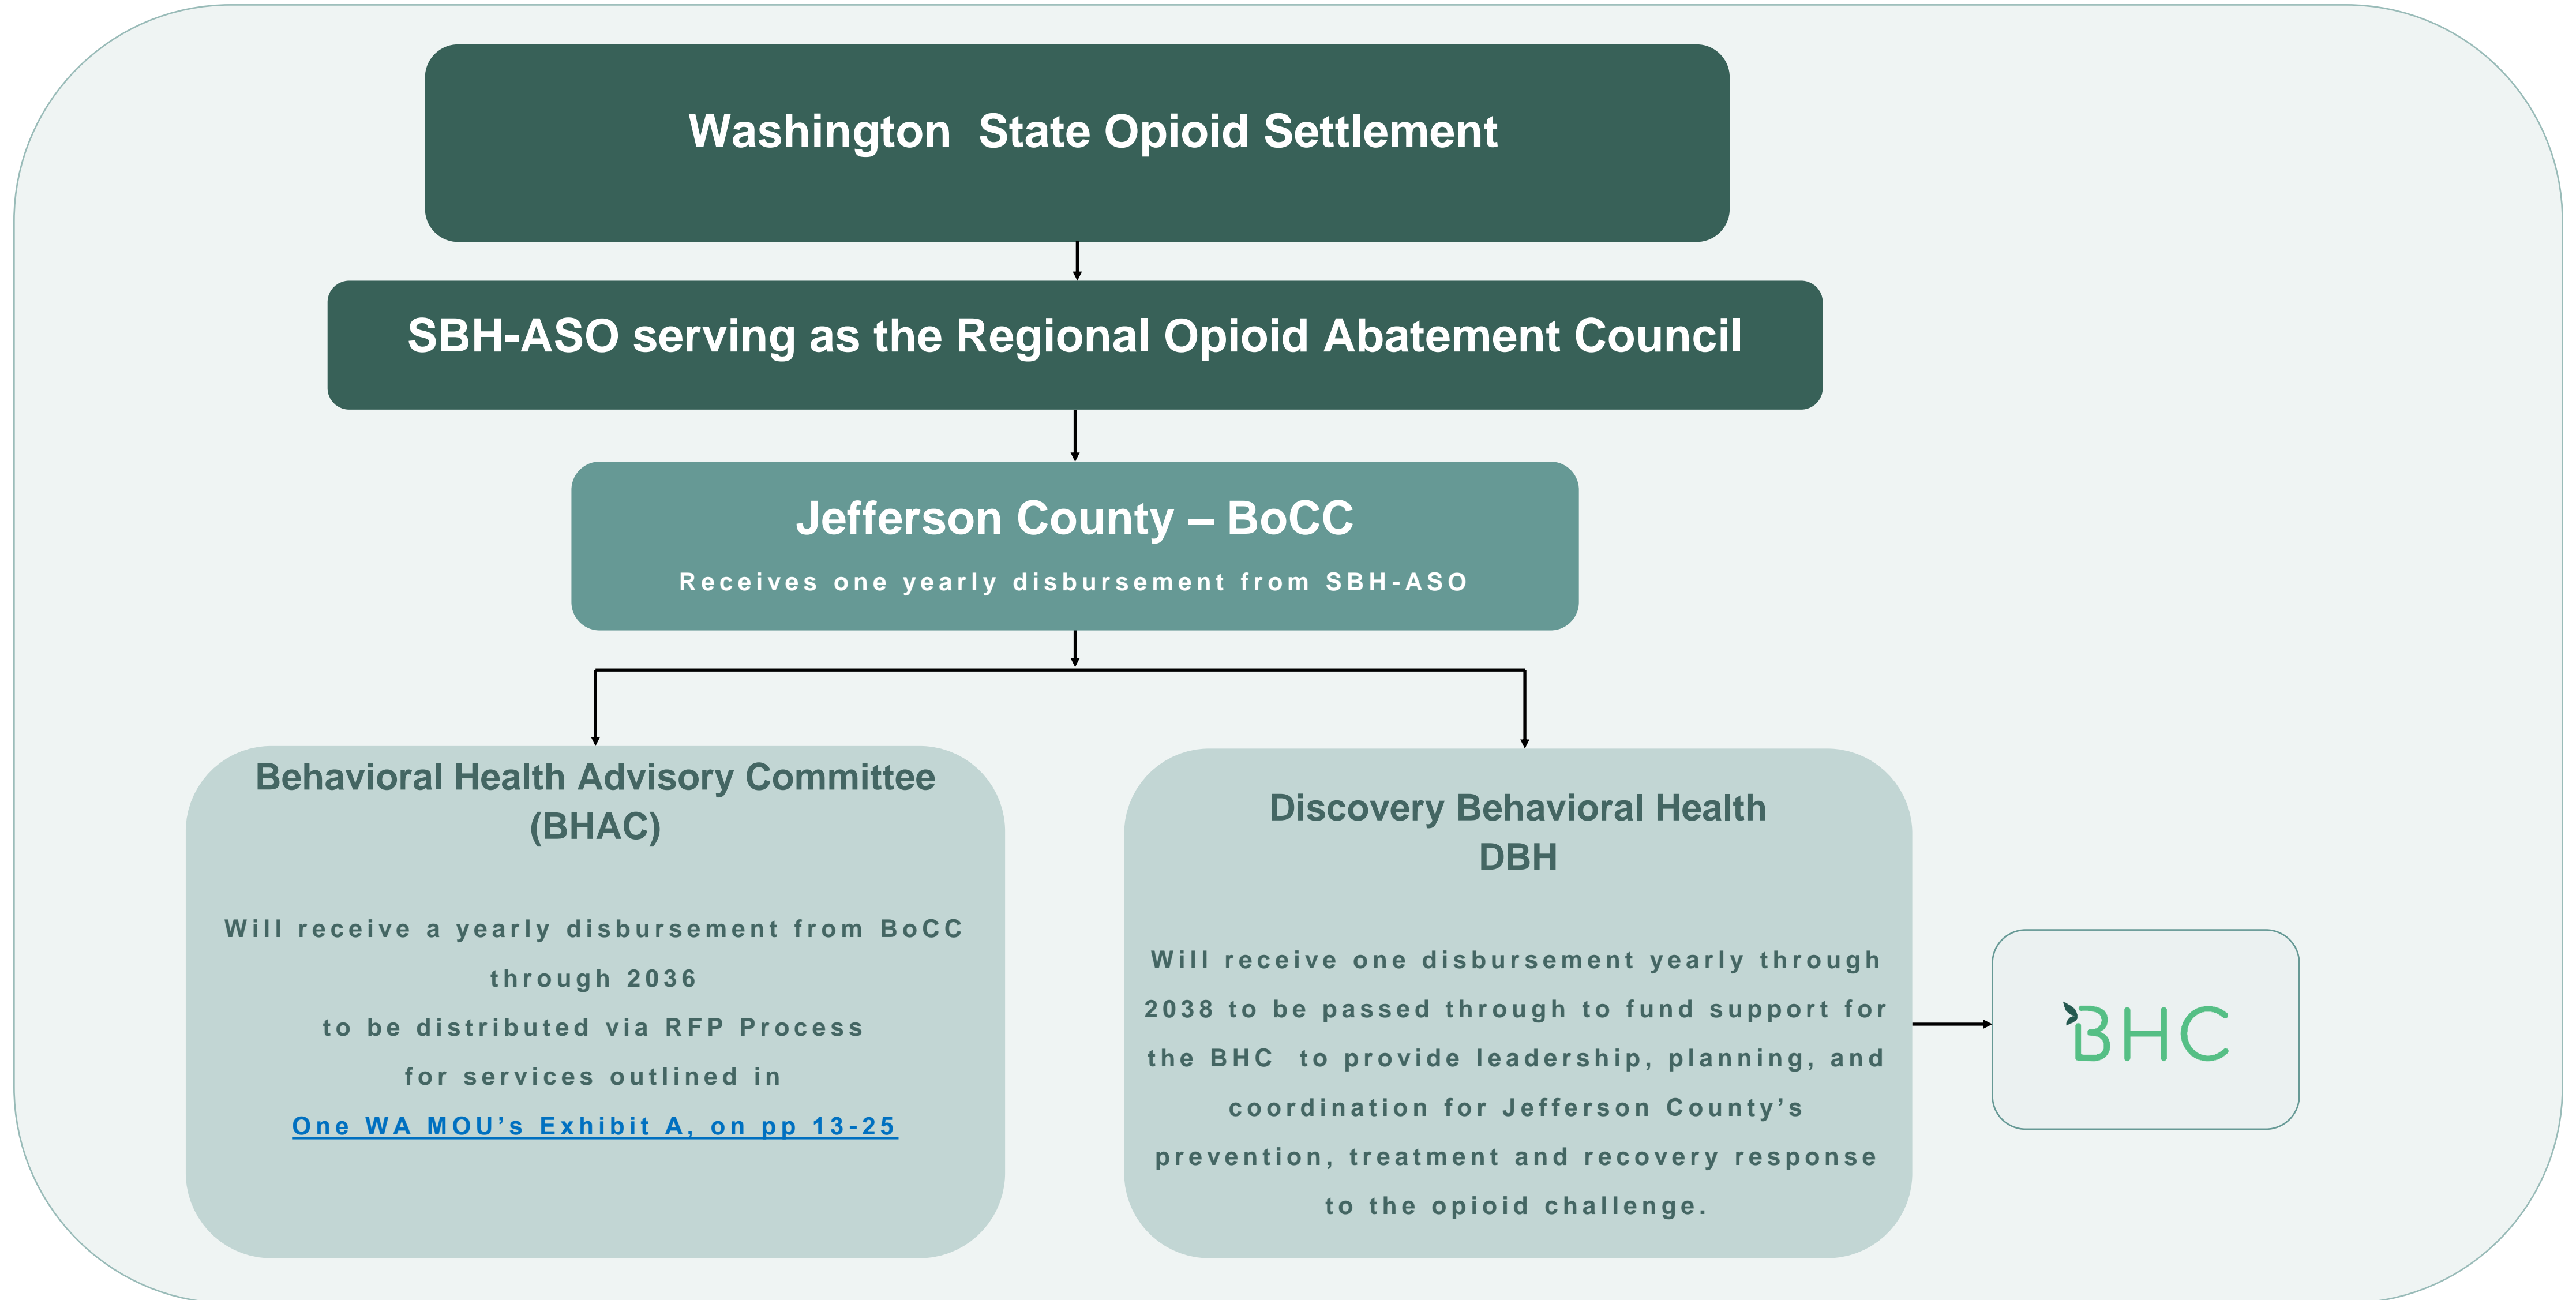 Washington State Opioid Settlement
SBH-ASO serving as the Regional Opioid Abatement Council
Jefferson County – BoCC
Receives one yearly disbursement from SBH-ASO
Behavioral Health Advisory Committee
(BHAC)
Will receive a yearly disbursement from BoCC
through 2036
to be distributed via RFP Process
for services outlined in
One WA MOU’s Exhibit A, on pp 13-25
Discovery Behavioral Health
DBH
Will receive one disbursement yearly through
2038 to be passed through to fund support for
the BHC to provide leadership, planning, and
coordination for Jefferson County’s
prevention, treatment and recovery response
to the opioid challenge.
BHC